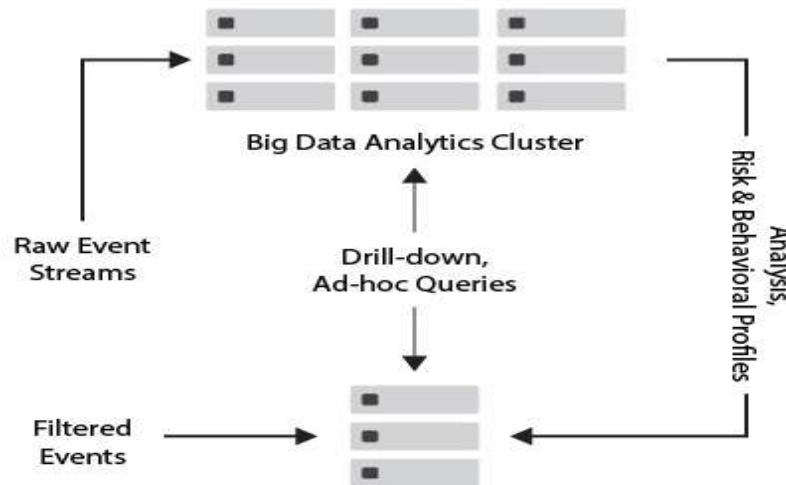 Big Data Analytics Cluster
Raw Event
Streams
Drill-down,
Ad-hoc Queries
Analysis,
Risk & Behavioral Profiles
Filtered
Events